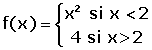 f(x)={x² si x <2
4 si x>2